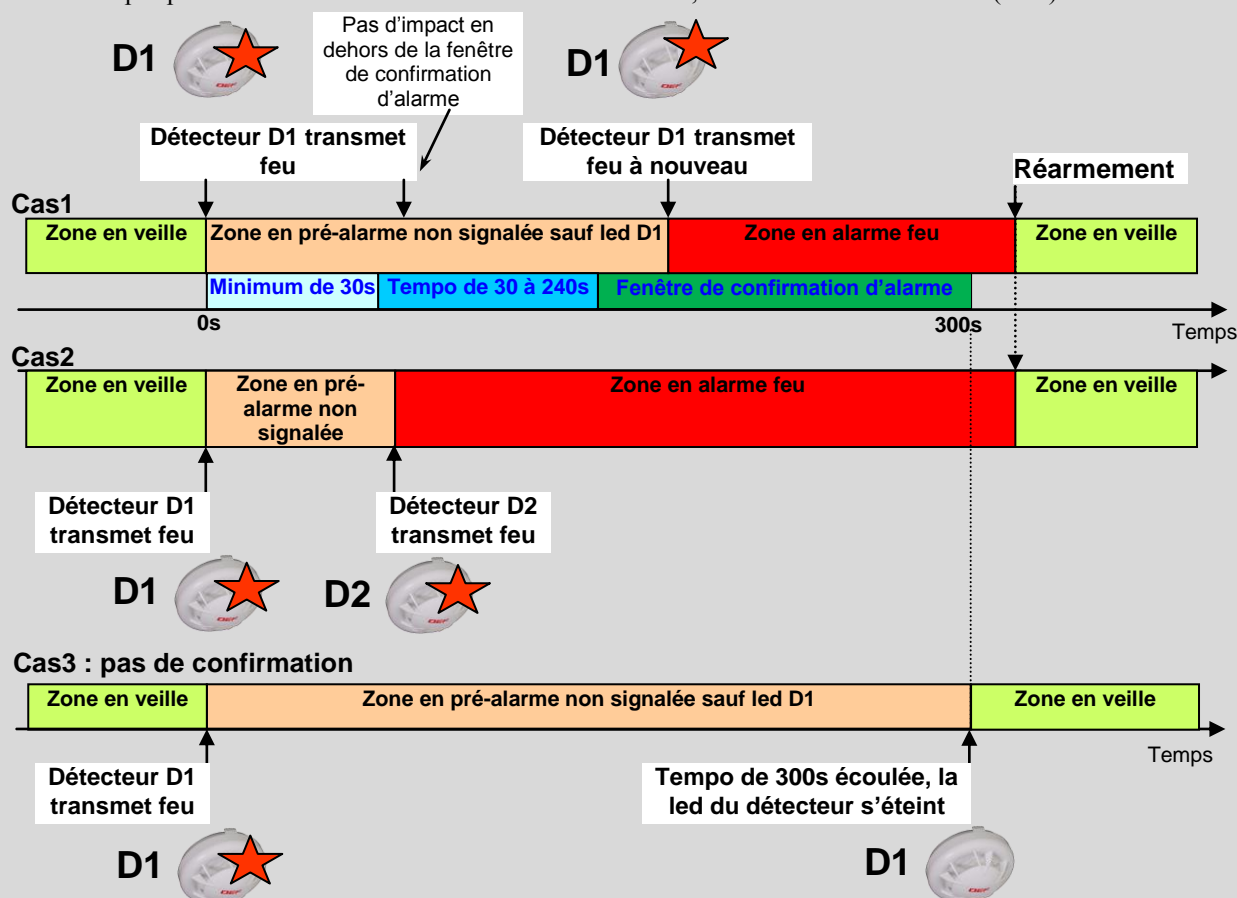 Pas d'impact en
dehors de la fenêtre
de confirmation
d'alarme
D1
D1
Détecteur D1 transmet
feu
Détecteur D1 transmet
feu à nouveau
Réarmement
Cas1
Zone en veille
Zone en pré-alarme non signalée sauf led D1
Zone en alarme feu
Zone en veille
Minimum de 30s
Tempo de 30 à 240s
Fenêtre de confirmation d'alarme
0s
300s
Temps
Cas2
Zone en veille
Zone en pré-
alarme non
signalée
Zone en alarme feu
Zone en veille
Détecteur D1
transmet feu
Détecteur D2
transmet feu
D1
D2
Cas3 : pas de confirmation
Zone en veille
Zone en pré-alarme non signalée sauf led D1
Zone en veille
Temps
Détecteur D1
transmet feu
Tempo de 300s écoulée, la
led du détecteur s'éteint
D1
D1